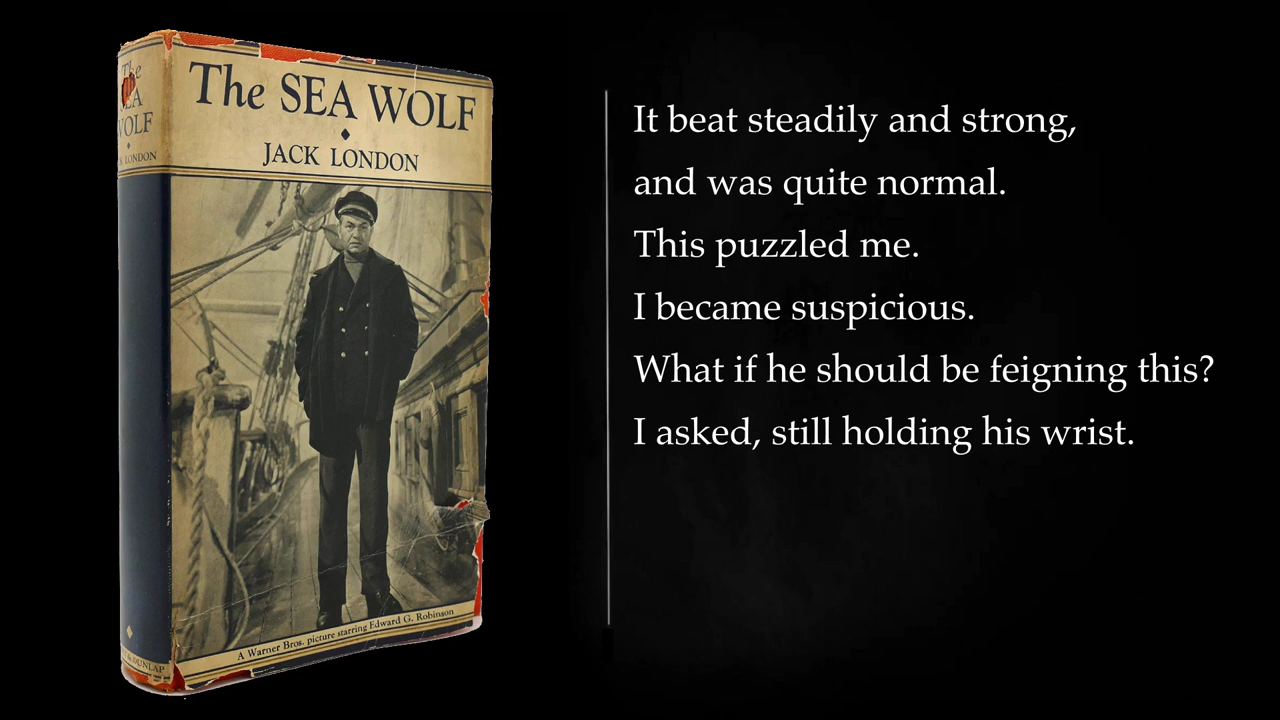 The SEA WOLF
JACK LONDON
The
SEA
WOLF
LONDON
DUNLAP
A Warner Bros. picture starring Edward G. Robinson
It beat steadily and strong,
and was quite normal.
This puzzled me.
I became suspicious.
What if he should be feigning this?
I asked, still holding his wrist.